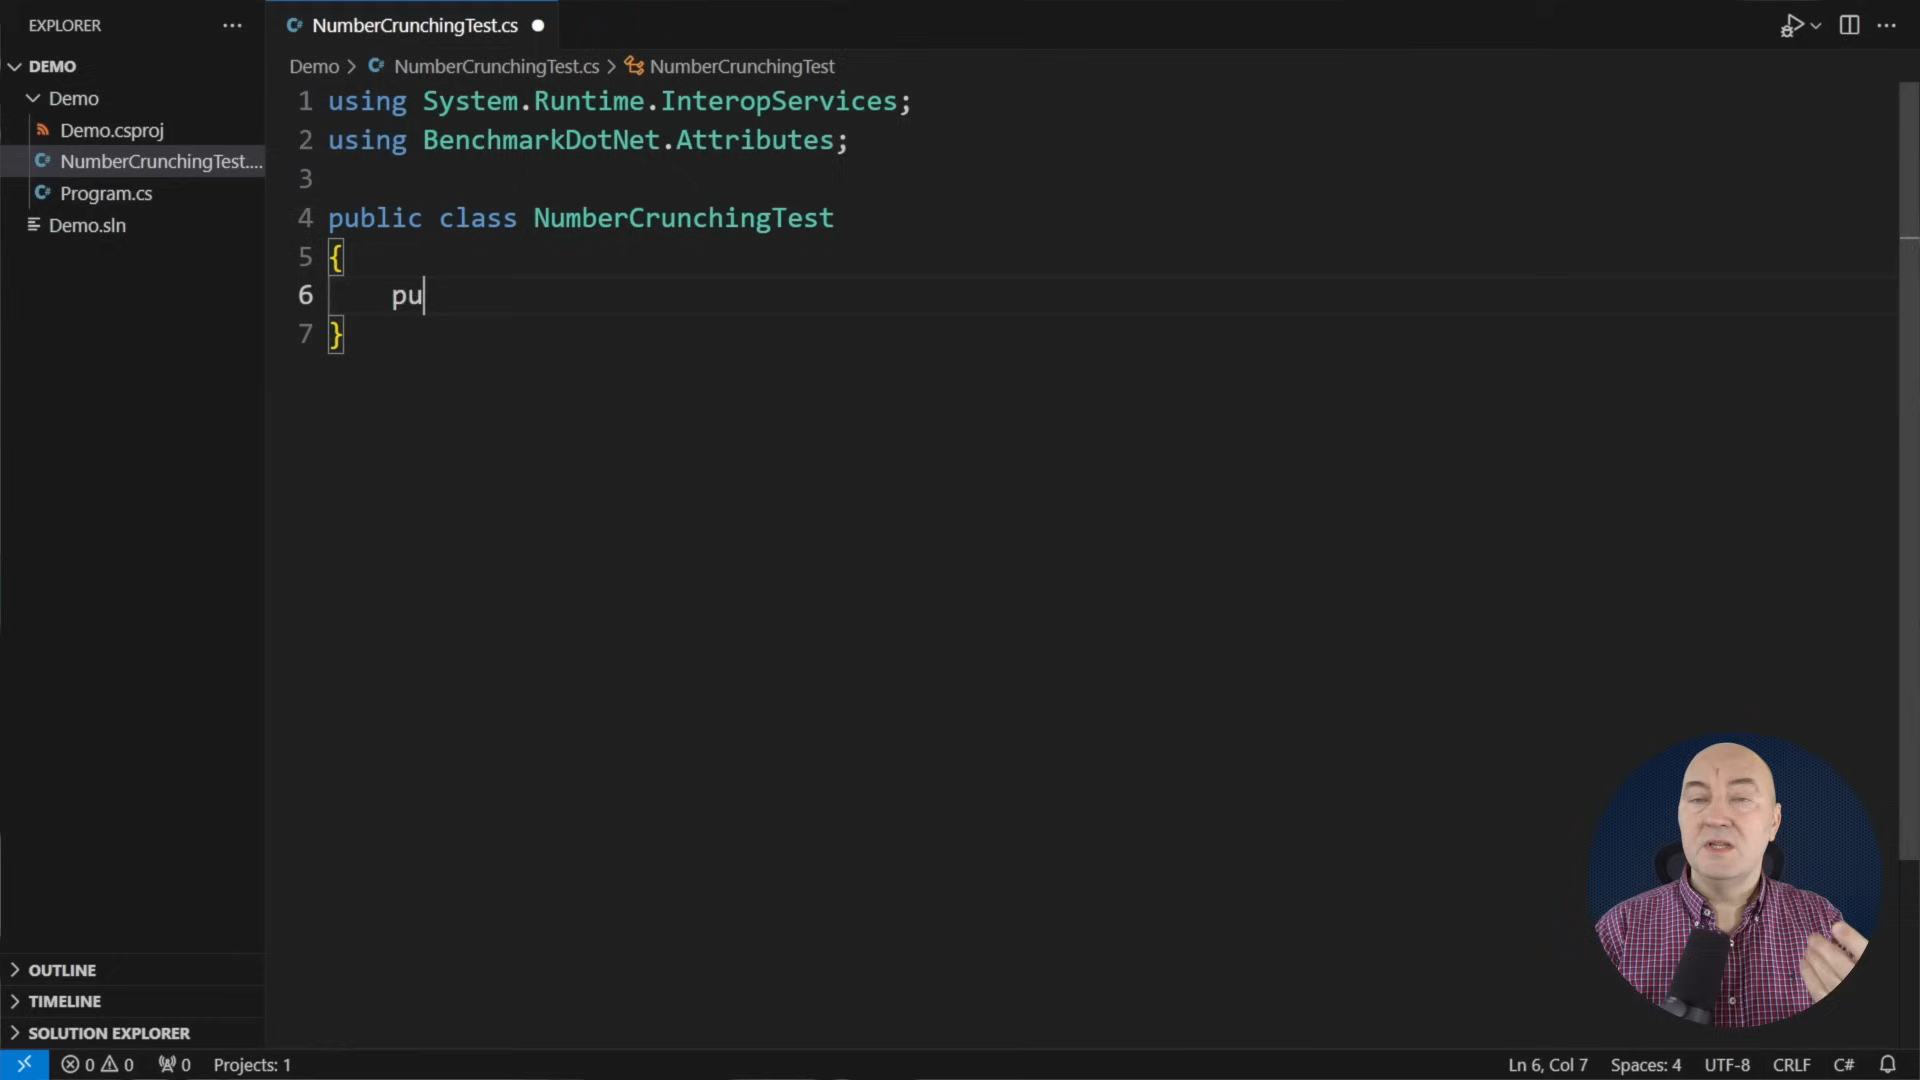 EXPLORER
DEMO
Demo
Demo.csproj
NumberCrunchingTest....
Program.cs
Demo.sln
OUTLINE
TIMELINE
SOLUTION EXPLORER
NumberCrunchingTest.cs
Demo > NumberCrunchingTest.cs > NumberCrunchingTest
1 using System.Runtime.InteropServices;
2 using BenchmarkDotNet.Attributes;
3
4 public class NumberCrunchingTest
5 {
6 pu
7 }
0 0 0 Projects: 1 Ln 6, Col 7 Spaces: 4 UTF-8 CRLF C#